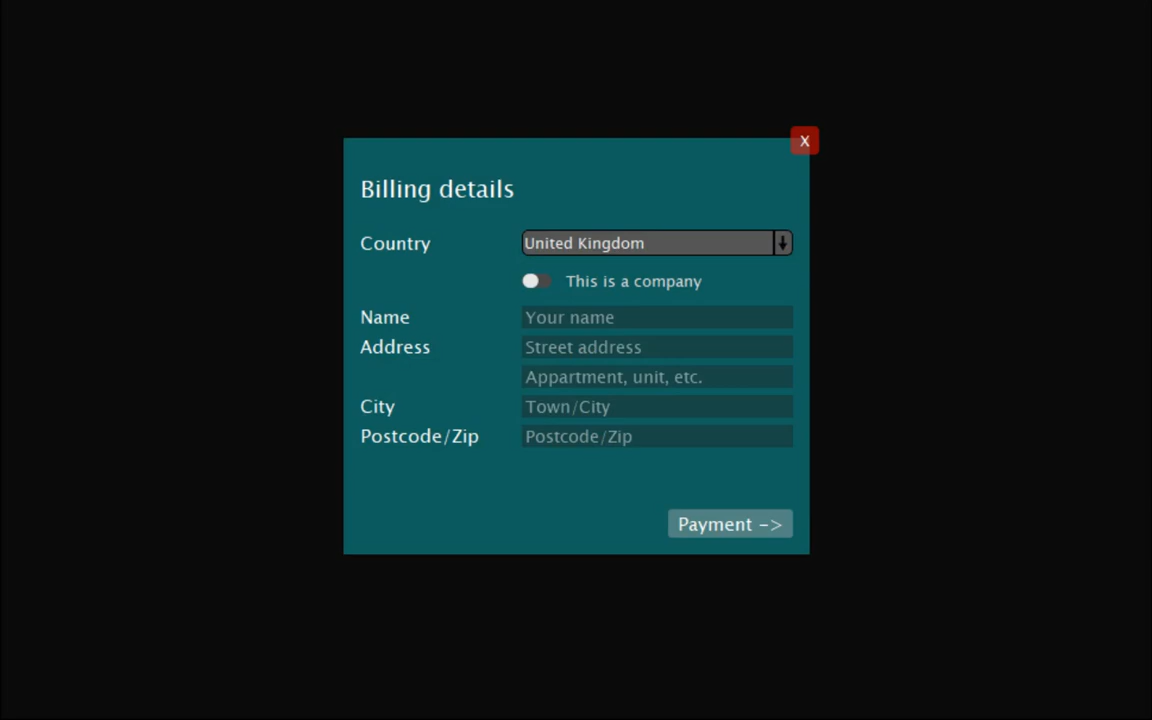 X
Billing details
Country United Kingdom
This is a company
Name Your name
Address Street address
Appartment, unit, etc.
City Town/City
Postcode/Zip Postcode/Zip
Payment ->